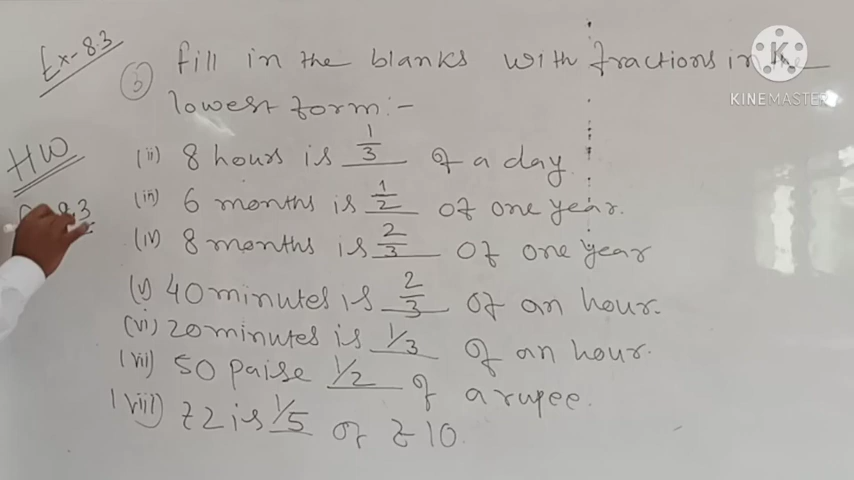 Ex-8.3
(3) fill in the blanks with fractions in the
lowest form:-
HW
(ii) 8 hours is 1/3 of a day
(iii) 6 months is 1/2 of one year.
(iv) 8 months is 2/3 of one year
(v) 40 minutes is 2/3 of an hour.
(vi) 20 minutes is 1/3 of an hour.
(vii) 50 paise 1/2 of a rupee.
(viii) ₹2 is 1/5 of ₹10.
K
KINEMASTER